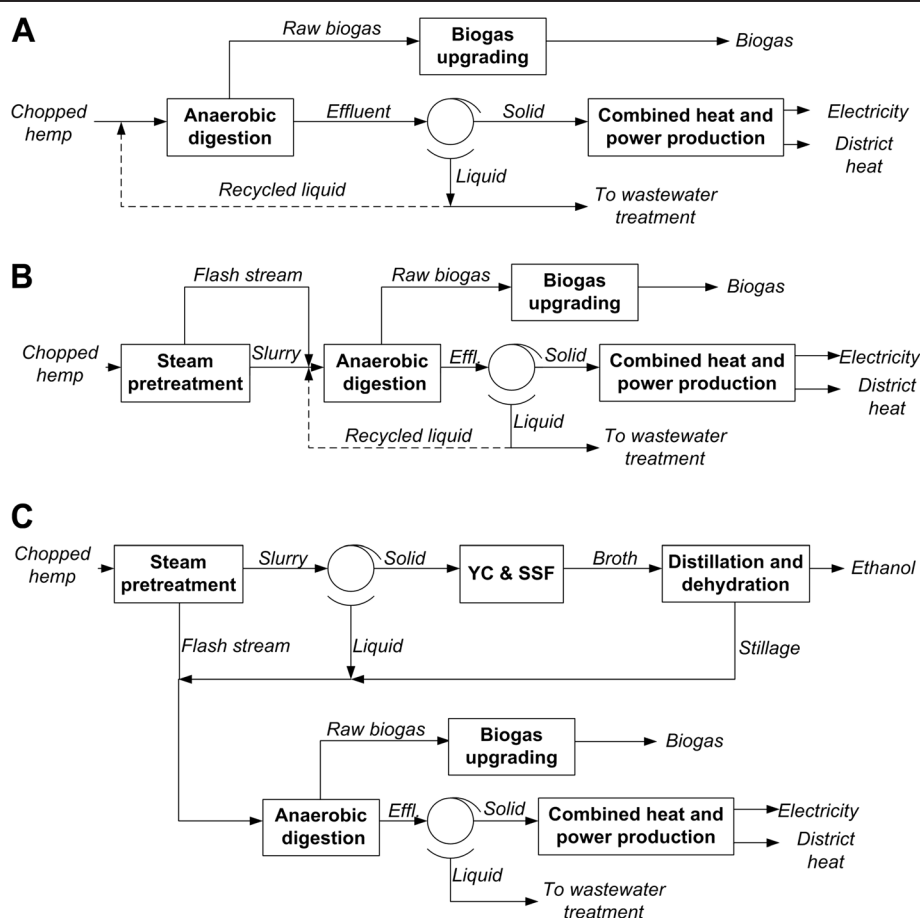 A
Raw biogas
Biogas
upgrading
Biogas
Chopped
hemp
Anaerobic
digestion
Effluent
Solid
Combined heat and
power production
Electricity
District
heat
Liquid
Recycled liquid
To wastewater
treatment
B
Flash stream
Raw biogas
Biogas
upgrading
Biogas
Chopped
hemp
Steam
pretreatment
Slurry
Anaerobic
digestion
Effl.
Solid
Combined heat and
power production
Electricity
District
heat
Liquid
Recycled liquid
To wastewater
treatment
C
Chopped
hemp
Steam
pretreatment
Slurry
Solid
YC & SSF
Broth
Distillation and
dehydration
Ethanol
Flash stream
Liquid
Stillage
Raw biogas
Biogas
upgrading
Biogas
Anaerobic
digestion
Effl.
Solid
Combined heat and
power production
Electricity
District
heat
Liquid
To wastewater
treatment